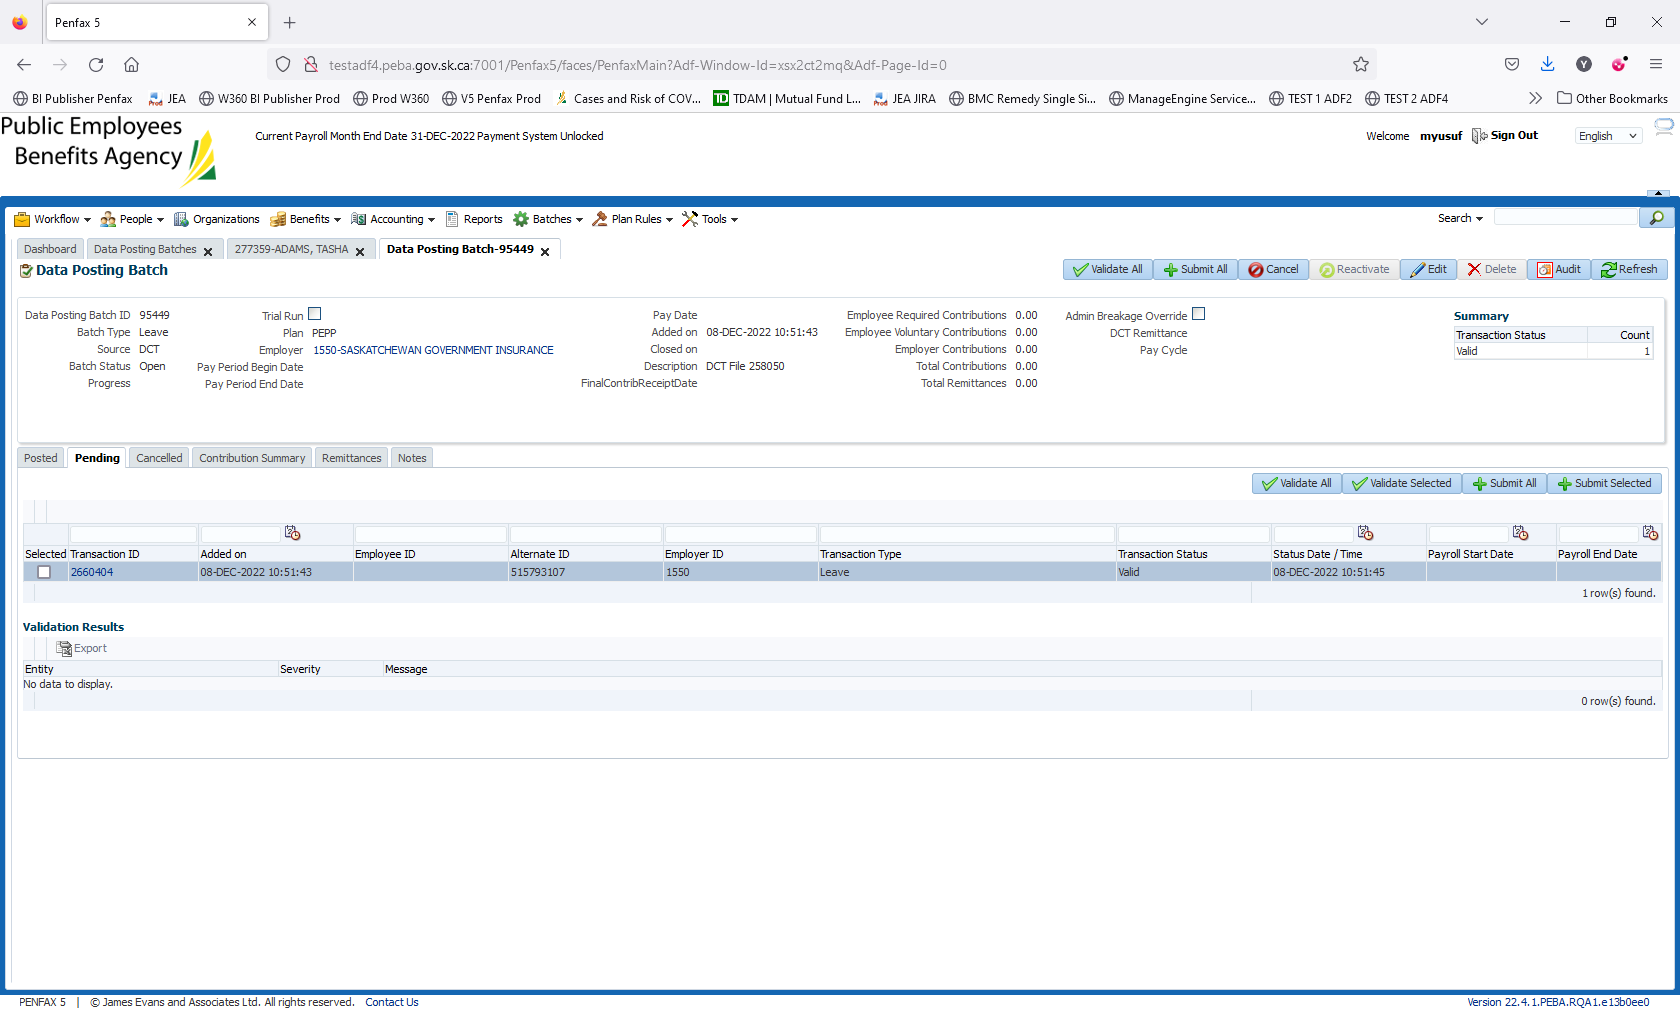 Penfax 5
testadf4.peba.gov.sk.ca:7001/Penfax5/faces/PenfaxMain?Adf-Window-Id=xsx2ct2mq&Adf-Page-Id=0
Y
BI Publisher Penfax JEA W360 BI Publisher Prod Prod W360 V5 Penfax Prod Cases and Risk of COV... TD TDAM | Mutual Fund L... JEA JIRA BMC Remedy Single Si... ManageEngine Service... TEST 1 ADF2 TEST 2 ADF4 Other Bookmarks
Public Employees
Benefits Agency
Current Payroll Month End Date 31-DEC-2022 Payment System Unlocked
Welcome myusuf Sign Out English
Workflow People Organizations Benefits Accounting Reports Batches Plan Rules Tools Search
Dashboard Data Posting Batches 277359-ADAMS, TASHA Data Posting Batch-95449
Data Posting Batch
Validate All Submit All Cancel Reactivate Edit Delete Audit Refresh
Data Posting Batch ID 95449
Batch Type Leave
Source DCT
Batch Status Open
Progress
Trial Run
Plan PEPP
Employer 1550-SASKATCHEWAN GOVERNMENT INSURANCE
Pay Period Begin Date
Pay Period End Date
Pay Date
Added on 08-DEC-2022 10:51:43
Closed on
Description DCT File 258050
FinalContribReceiptDate
Employee Required Contributions 0.00
Employee Voluntary Contributions 0.00
Employer Contributions 0.00
Total Contributions 0.00
Total Remittances 0.00
Admin Breakage Override
DCT Remittance
Pay Cycle
Summary
Transaction Status Count
Valid 1
Posted Pending Cancelled Contribution Summary Remittances Notes
Validate All Validate Selected Submit All Submit Selected
Selected Transaction ID Added on Employee ID Alternate ID Employer ID Transaction Type Transaction Status Status Date / Time Payroll Start Date Payroll End Date
2660404 08-DEC-2022 10:51:43 515793107 1550 Leave Valid 08-DEC-2022 10:51:45
1 row(s) found.
Validation Results
Export
Entity Severity Message
No data to display.
0 row(s) found.
PENFAX 5 | © James Evans and Associates Ltd. All rights reserved. Contact Us
Version 22.4.1.PEBA.RQA1.e13b0ee0